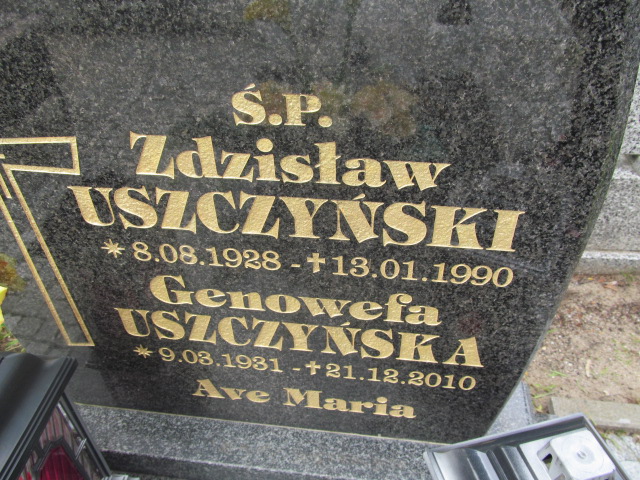 Ś.P.
Zdzisław
USZCZYŃSKI
* 8.08.1928 - ✝ 13.01.1990
Genowefa
USZCZYŃSKA
* 9.03.1931 - ✝ 21.12.2010
Ave Maria